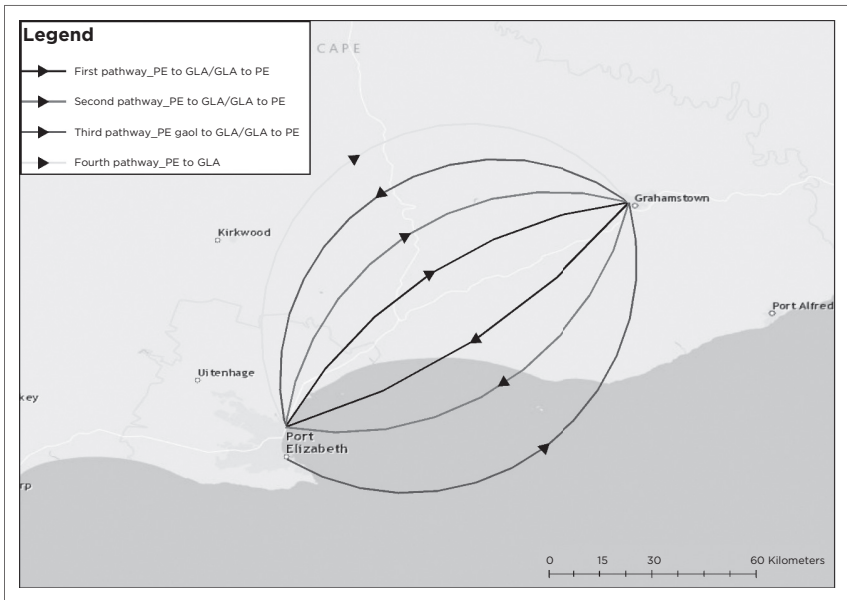 Legend
CAPE
First pathway_PE to GLA/GLA to PE
Second pathway_PE to GLA/GLA to PE
Third pathway_PE gaol to GLA/GLA to PE
Fourth pathway_PE to GLA
Grahamstown
Kirkwood
Port Alfred
Uitenhage
key
Port
Elizabeth
rp
0 15 30 60 Kilometers